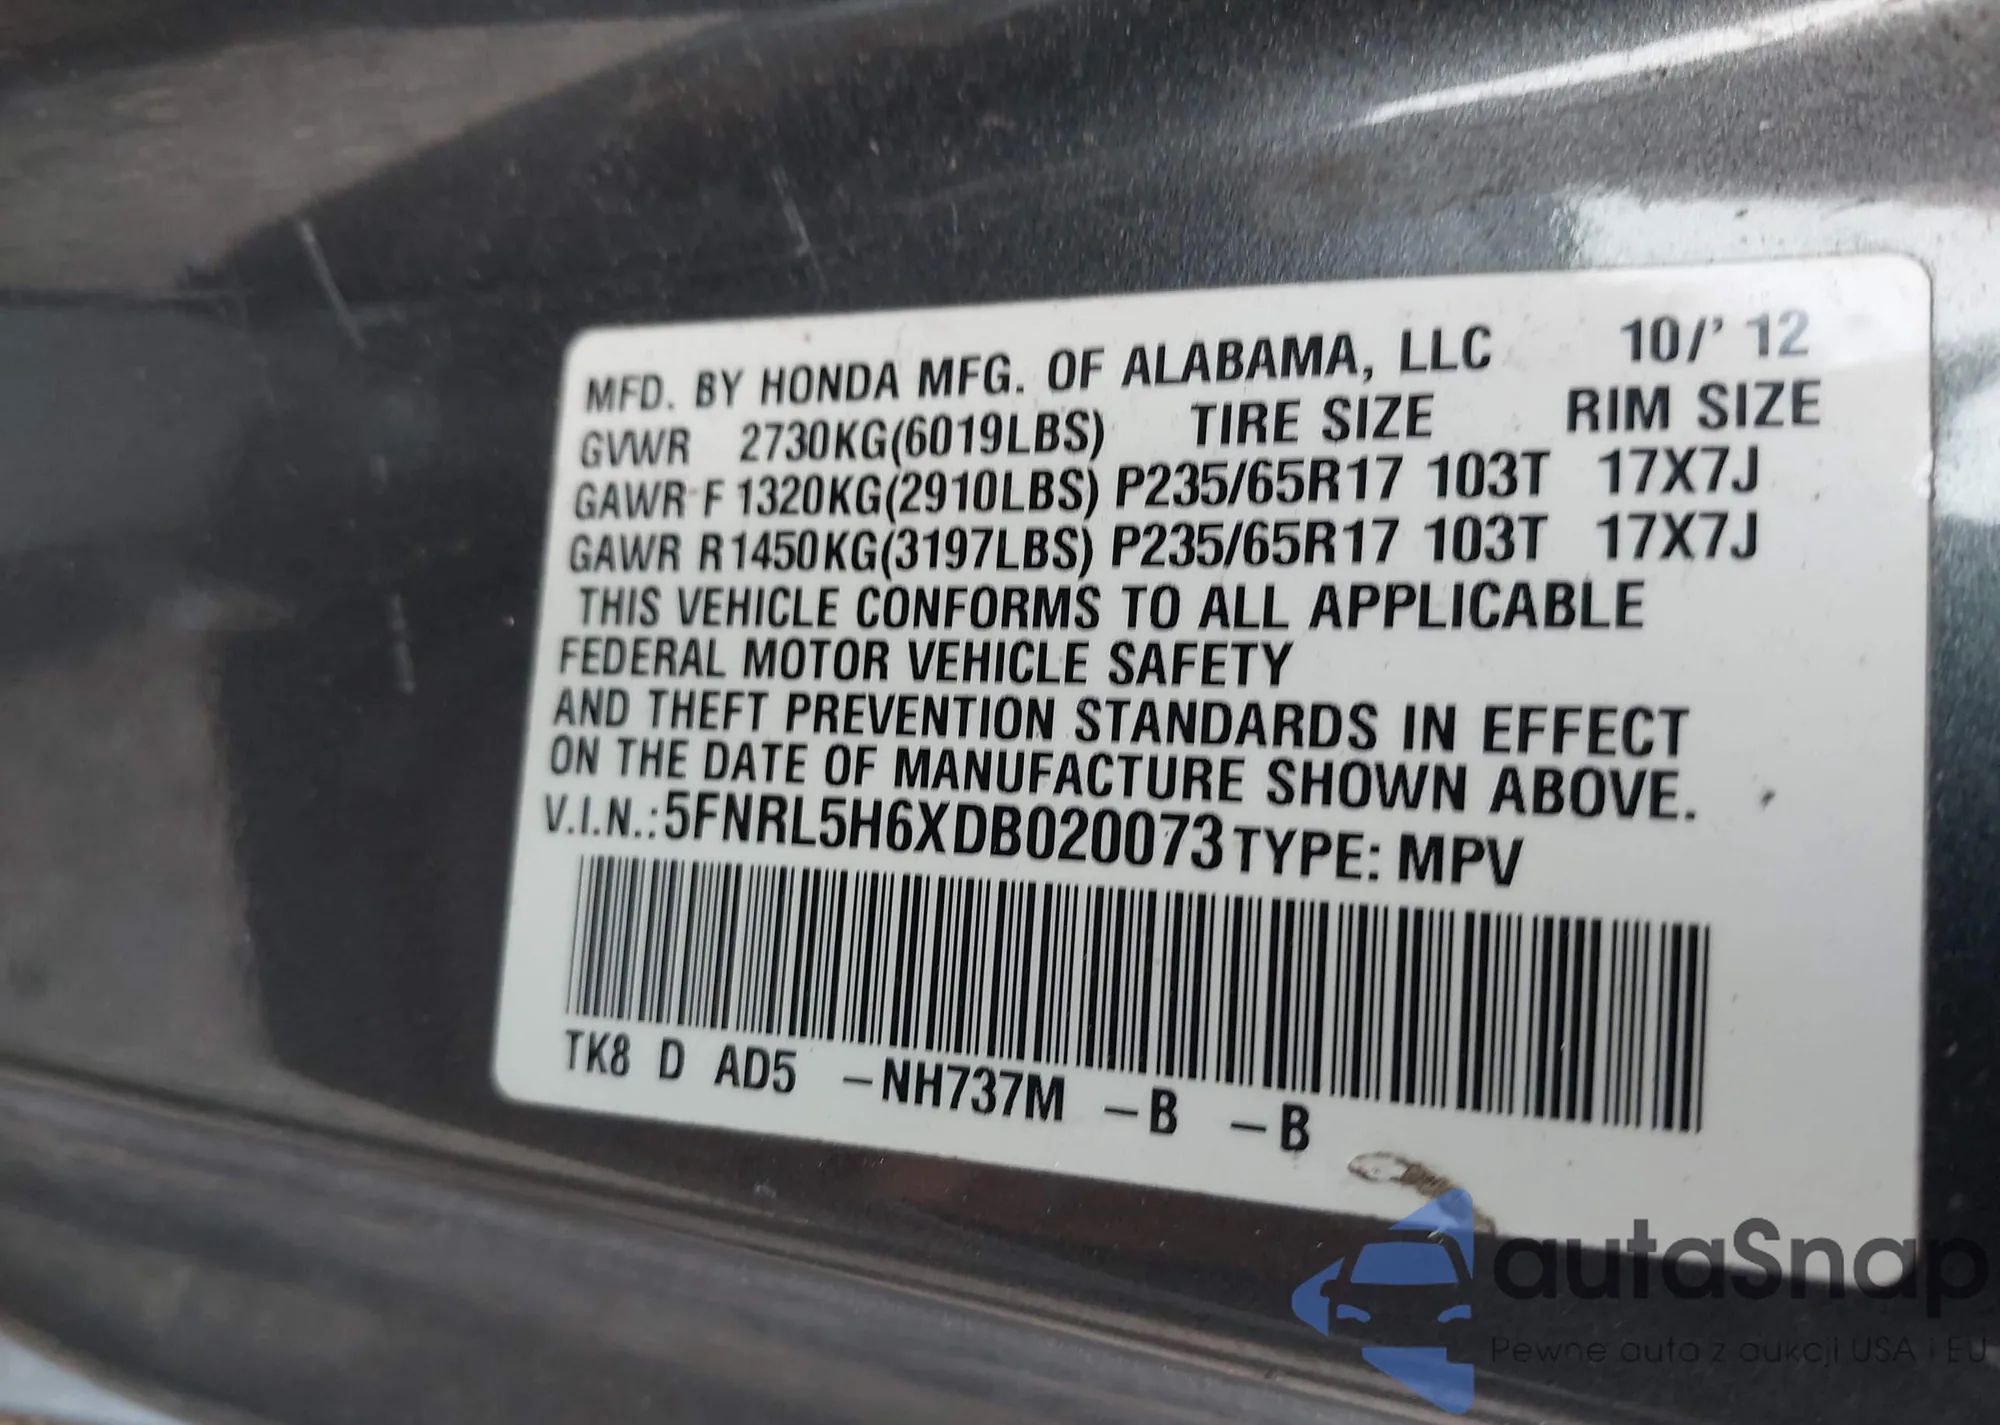 MFD. BY HONDA MFG. OF ALABAMA, LLC 10/' 12
GVWR 2730KG(6019LBS) TIRE SIZE RIM SIZE
GAWR F 1320KG(2910LBS) P235/65R17 103T 17X7J
GAWR R 1450KG(3197LBS) P235/65R17 103T 17X7J
THIS VEHICLE CONFORMS TO ALL APPLICABLE
FEDERAL MOTOR VEHICLE SAFETY
AND THEFT PREVENTION STANDARDS IN EFFECT
ON THE DATE OF MANUFACTURE SHOWN ABOVE.
V.I.N.: 5FNRL5H6XDB020073 TYPE: MPV
TK8 D AD5 –NH737M –B –B
autaSnap
Pewne auta z aukcji USA i EU